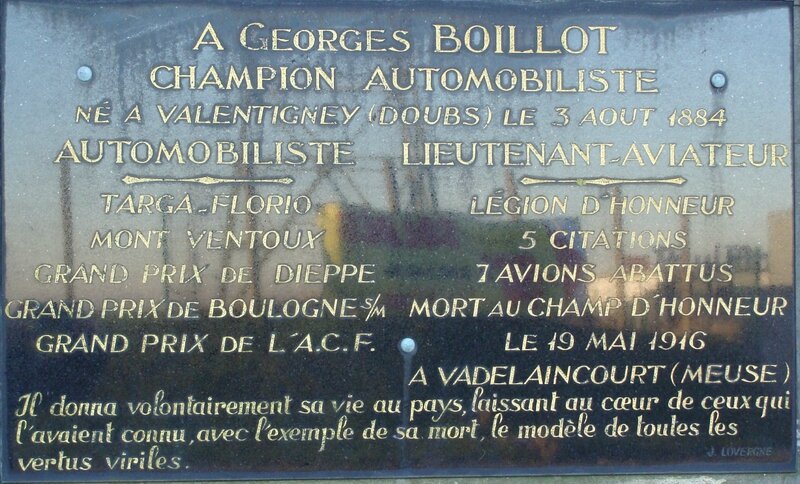 A GEORGES BOILLOT
CHAMPION AUTOMOBILISTE
NÉ A VALENTIGNEY (DOUBS) LE 3 AOUT 1884
AUTOMOBILISTE
TARGA-FLORIO
MONT VENTOUX
GRAND PRIX DE DIEPPE
GRAND PRIX DE BOULOGNE S/M
GRAND PRIX DE L'A.C.F.
LIEUTENANT-AVIATEUR
LÉGION D'HONNEUR
5 CITATIONS
7 AVIONS ABATTUS
MORT AU CHAMP D'HONNEUR
LE 19 MAI 1916
A VADELAINCOURT (MEUSE)
Il donna volontairement sa vie au pays, laissant au cœur de ceux qui
l'avaient connu, avec l'exemple de sa mort, le modèle de toutes les
vertus viriles.
J. LOVERGNE